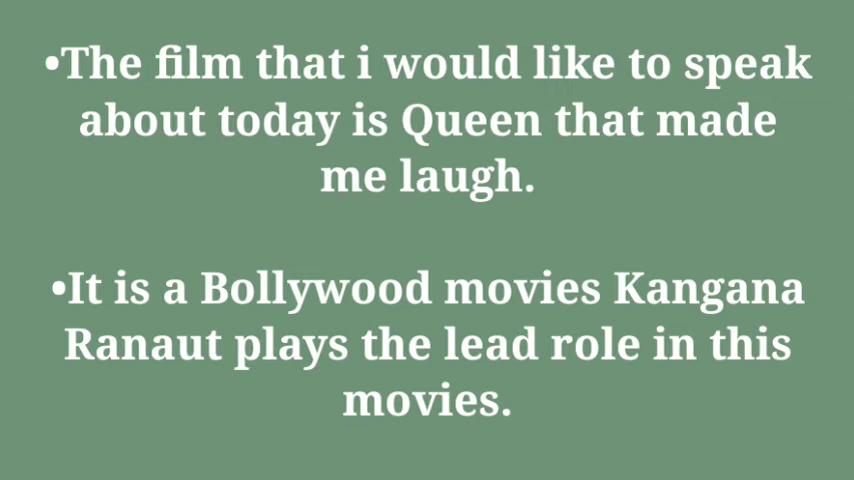 •The film that i would like to speak
about today is Queen that made
me laugh.
•It is a Bollywood movies Kangana
Ranaut plays the lead role in this
movies.